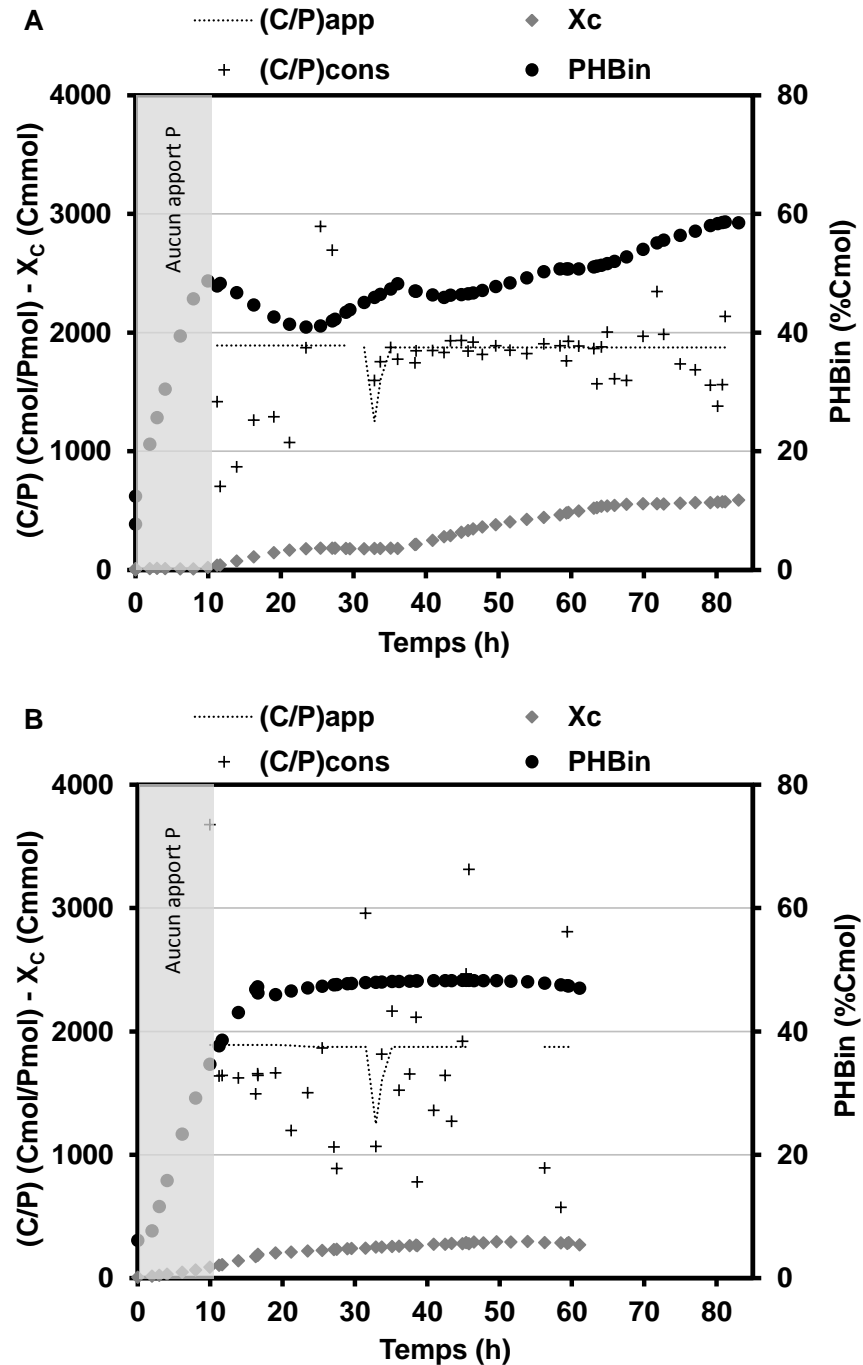 A
(C/P)app
Xc
(C/P)cons
PHBin
4000
3000
2000
1000
0
80
60
40
20
0
0 10 20 30 40 50 60 70 80
Aucun apport P
(C/P) (Cmol/Pmol) - XC (Cmmol)
PHBin (%Cmol)
Temps (h)
B
(C/P)app
Xc
(C/P)cons
PHBin
4000
3000
2000
1000
0
80
60
40
20
0
0 10 20 30 40 50 60 70 80
Aucun apport P
(C/P) (Cmol/Pmol) - XC (Cmmol)
PHBin (%Cmol)
Temps (h)